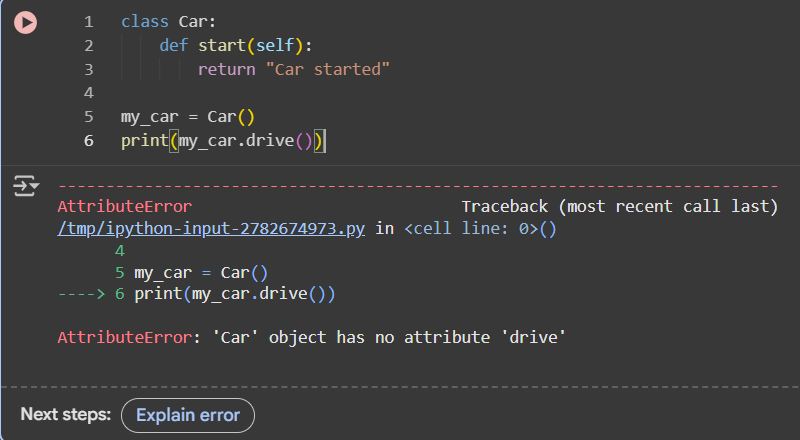 1 class Car:
2     def start(self):
3         return "Car started"
4
5 my_car = Car()
6 print(my_car.drive())
---------------------------------------------------------------------------
AttributeError                            Traceback (most recent call last)
/tmp/ipython-input-2782674973.py in <cell line: 0>()
      4
      5 my_car = Car()
----> 6 print(my_car.drive())
AttributeError: 'Car' object has no attribute 'drive'
Next steps: Explain error